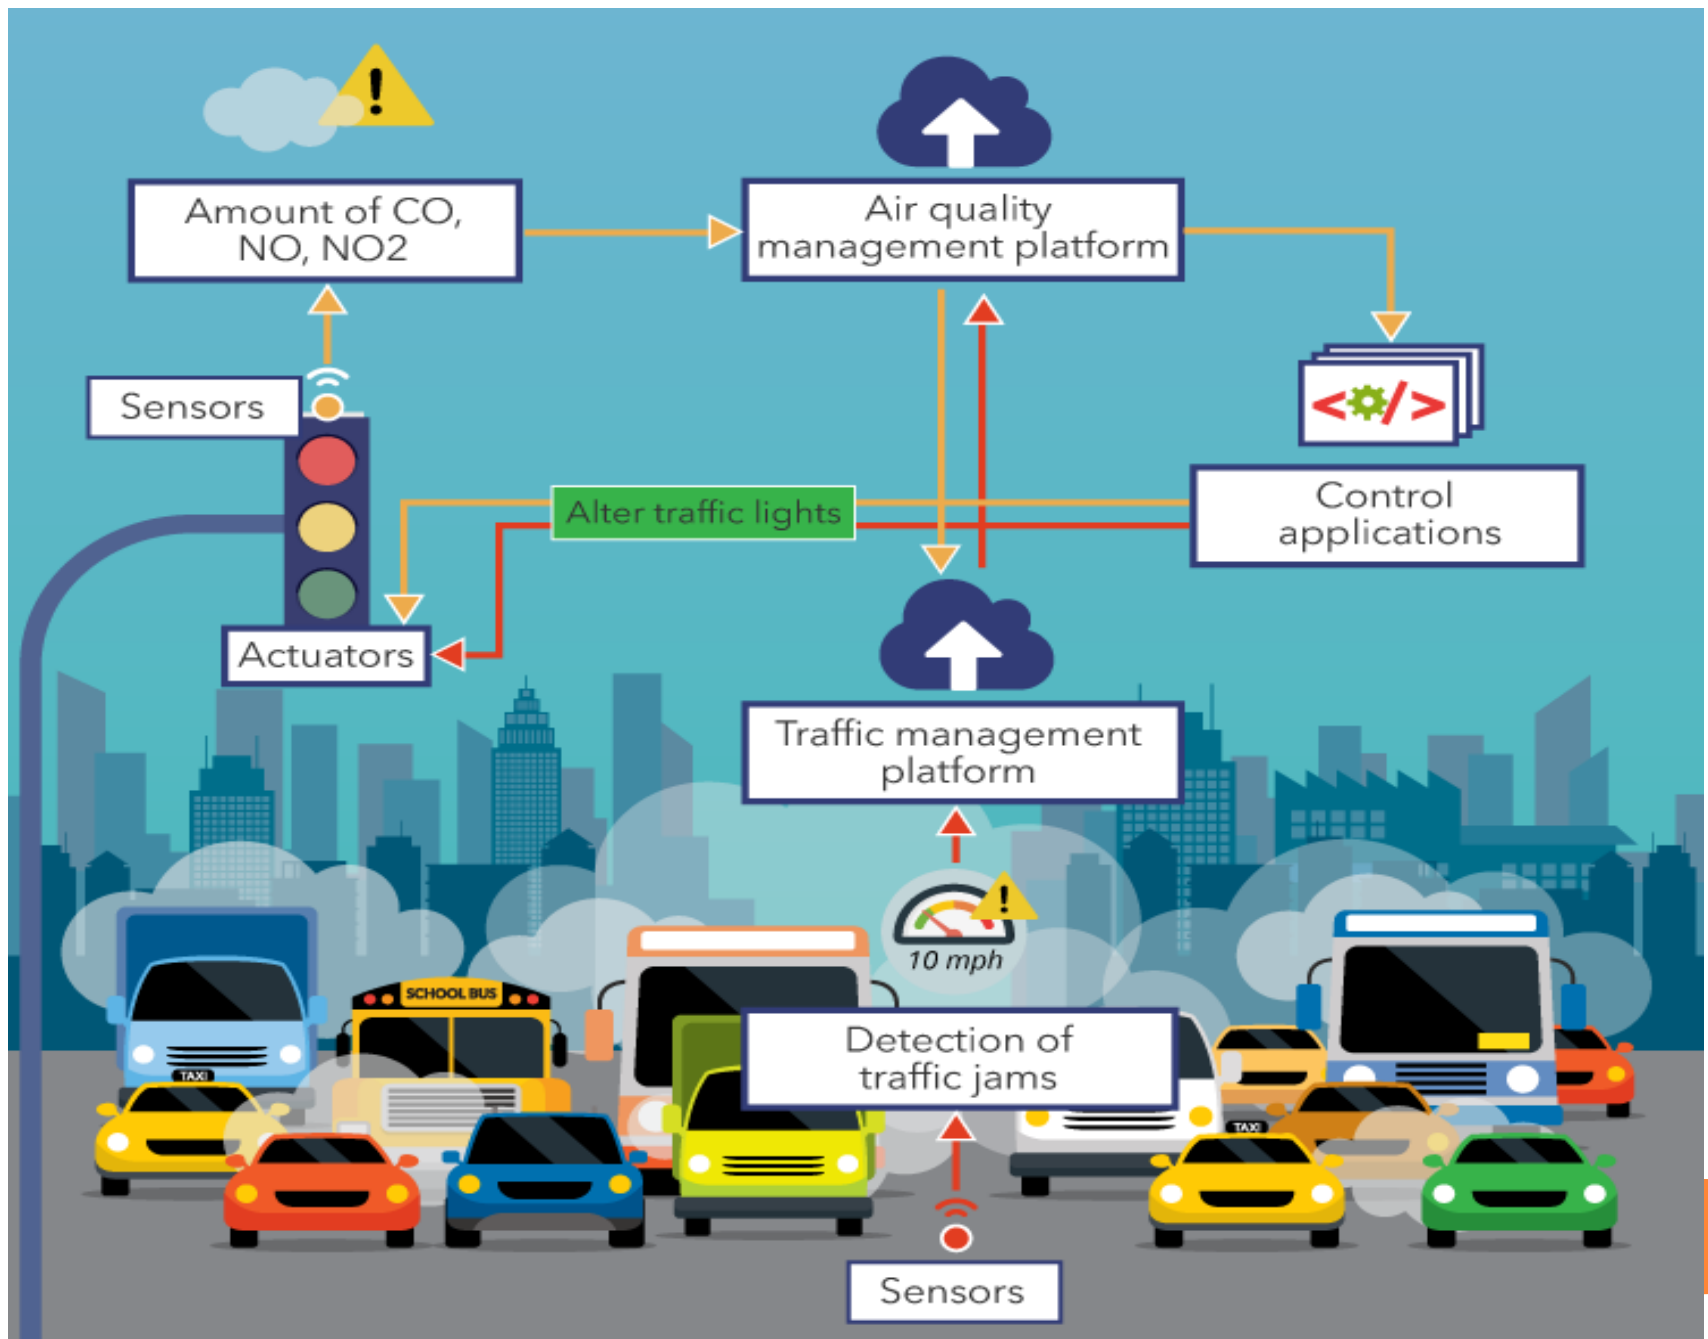 !
Amount of CO,
NO, NO2
Air quality
management platform
Sensors
</>
Alter traffic lights
Control
applications
Actuators
Traffic management
platform
!
10 mph
SCHOOL BUS
Detection of
traffic jams
TAXI
TAXI
Sensors